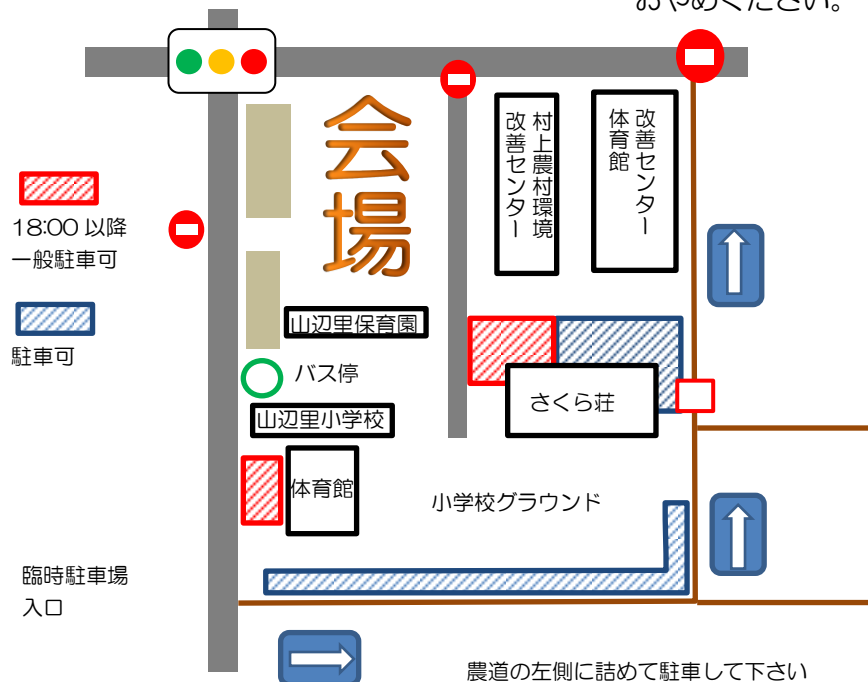 おやめください。
会場
村上農村環境
改善センター
改善センター
体育館
18:00 以降
一般駐車可
駐車可
山辺里保育園
バス停
山辺里小学校
さくら荘
体育館
小学校グラウンド
臨時駐車場
入口
農道の左側に詰めて駐車して下さい